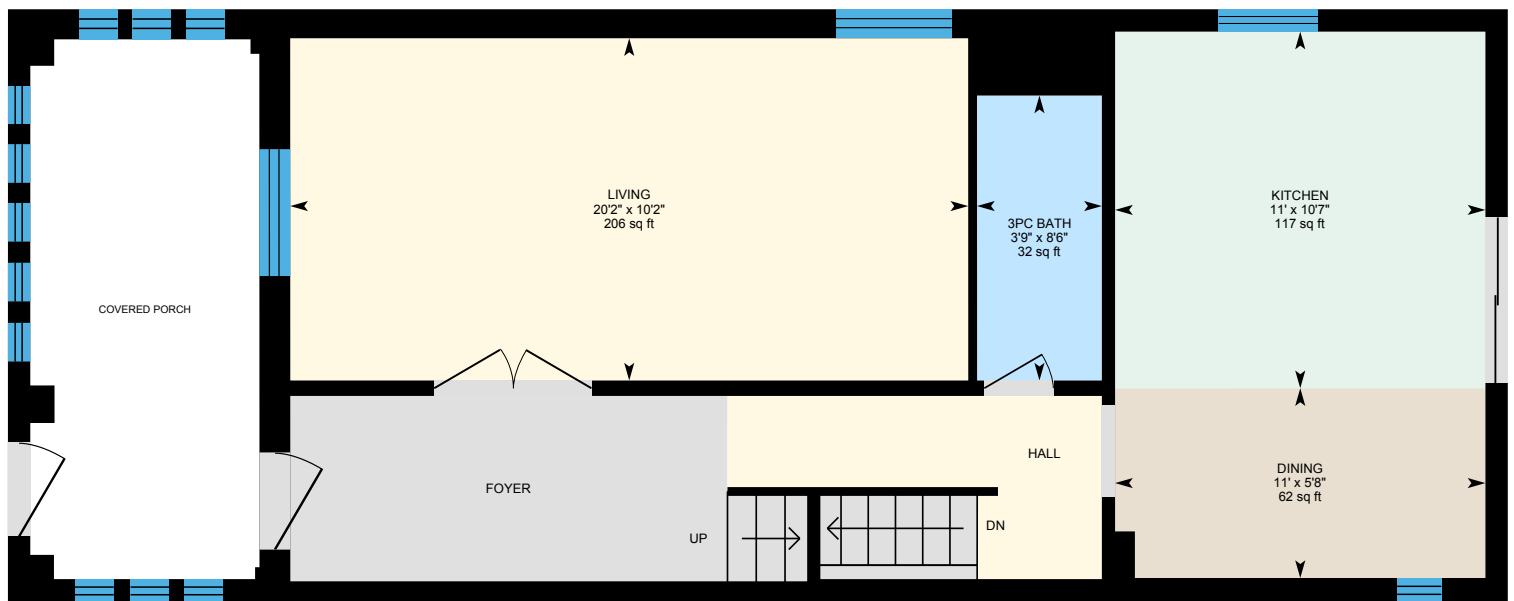 LIVING
20'2" x 10'2"
206 sq ft
3PC BATH
3'9" x 8'6"
32 sq ft
KITCHEN
11' x 10'7"
117 sq ft
COVERED PORCH
FOYER
HALL
DINING
11' x 5'8"
62 sq ft
UP
DN